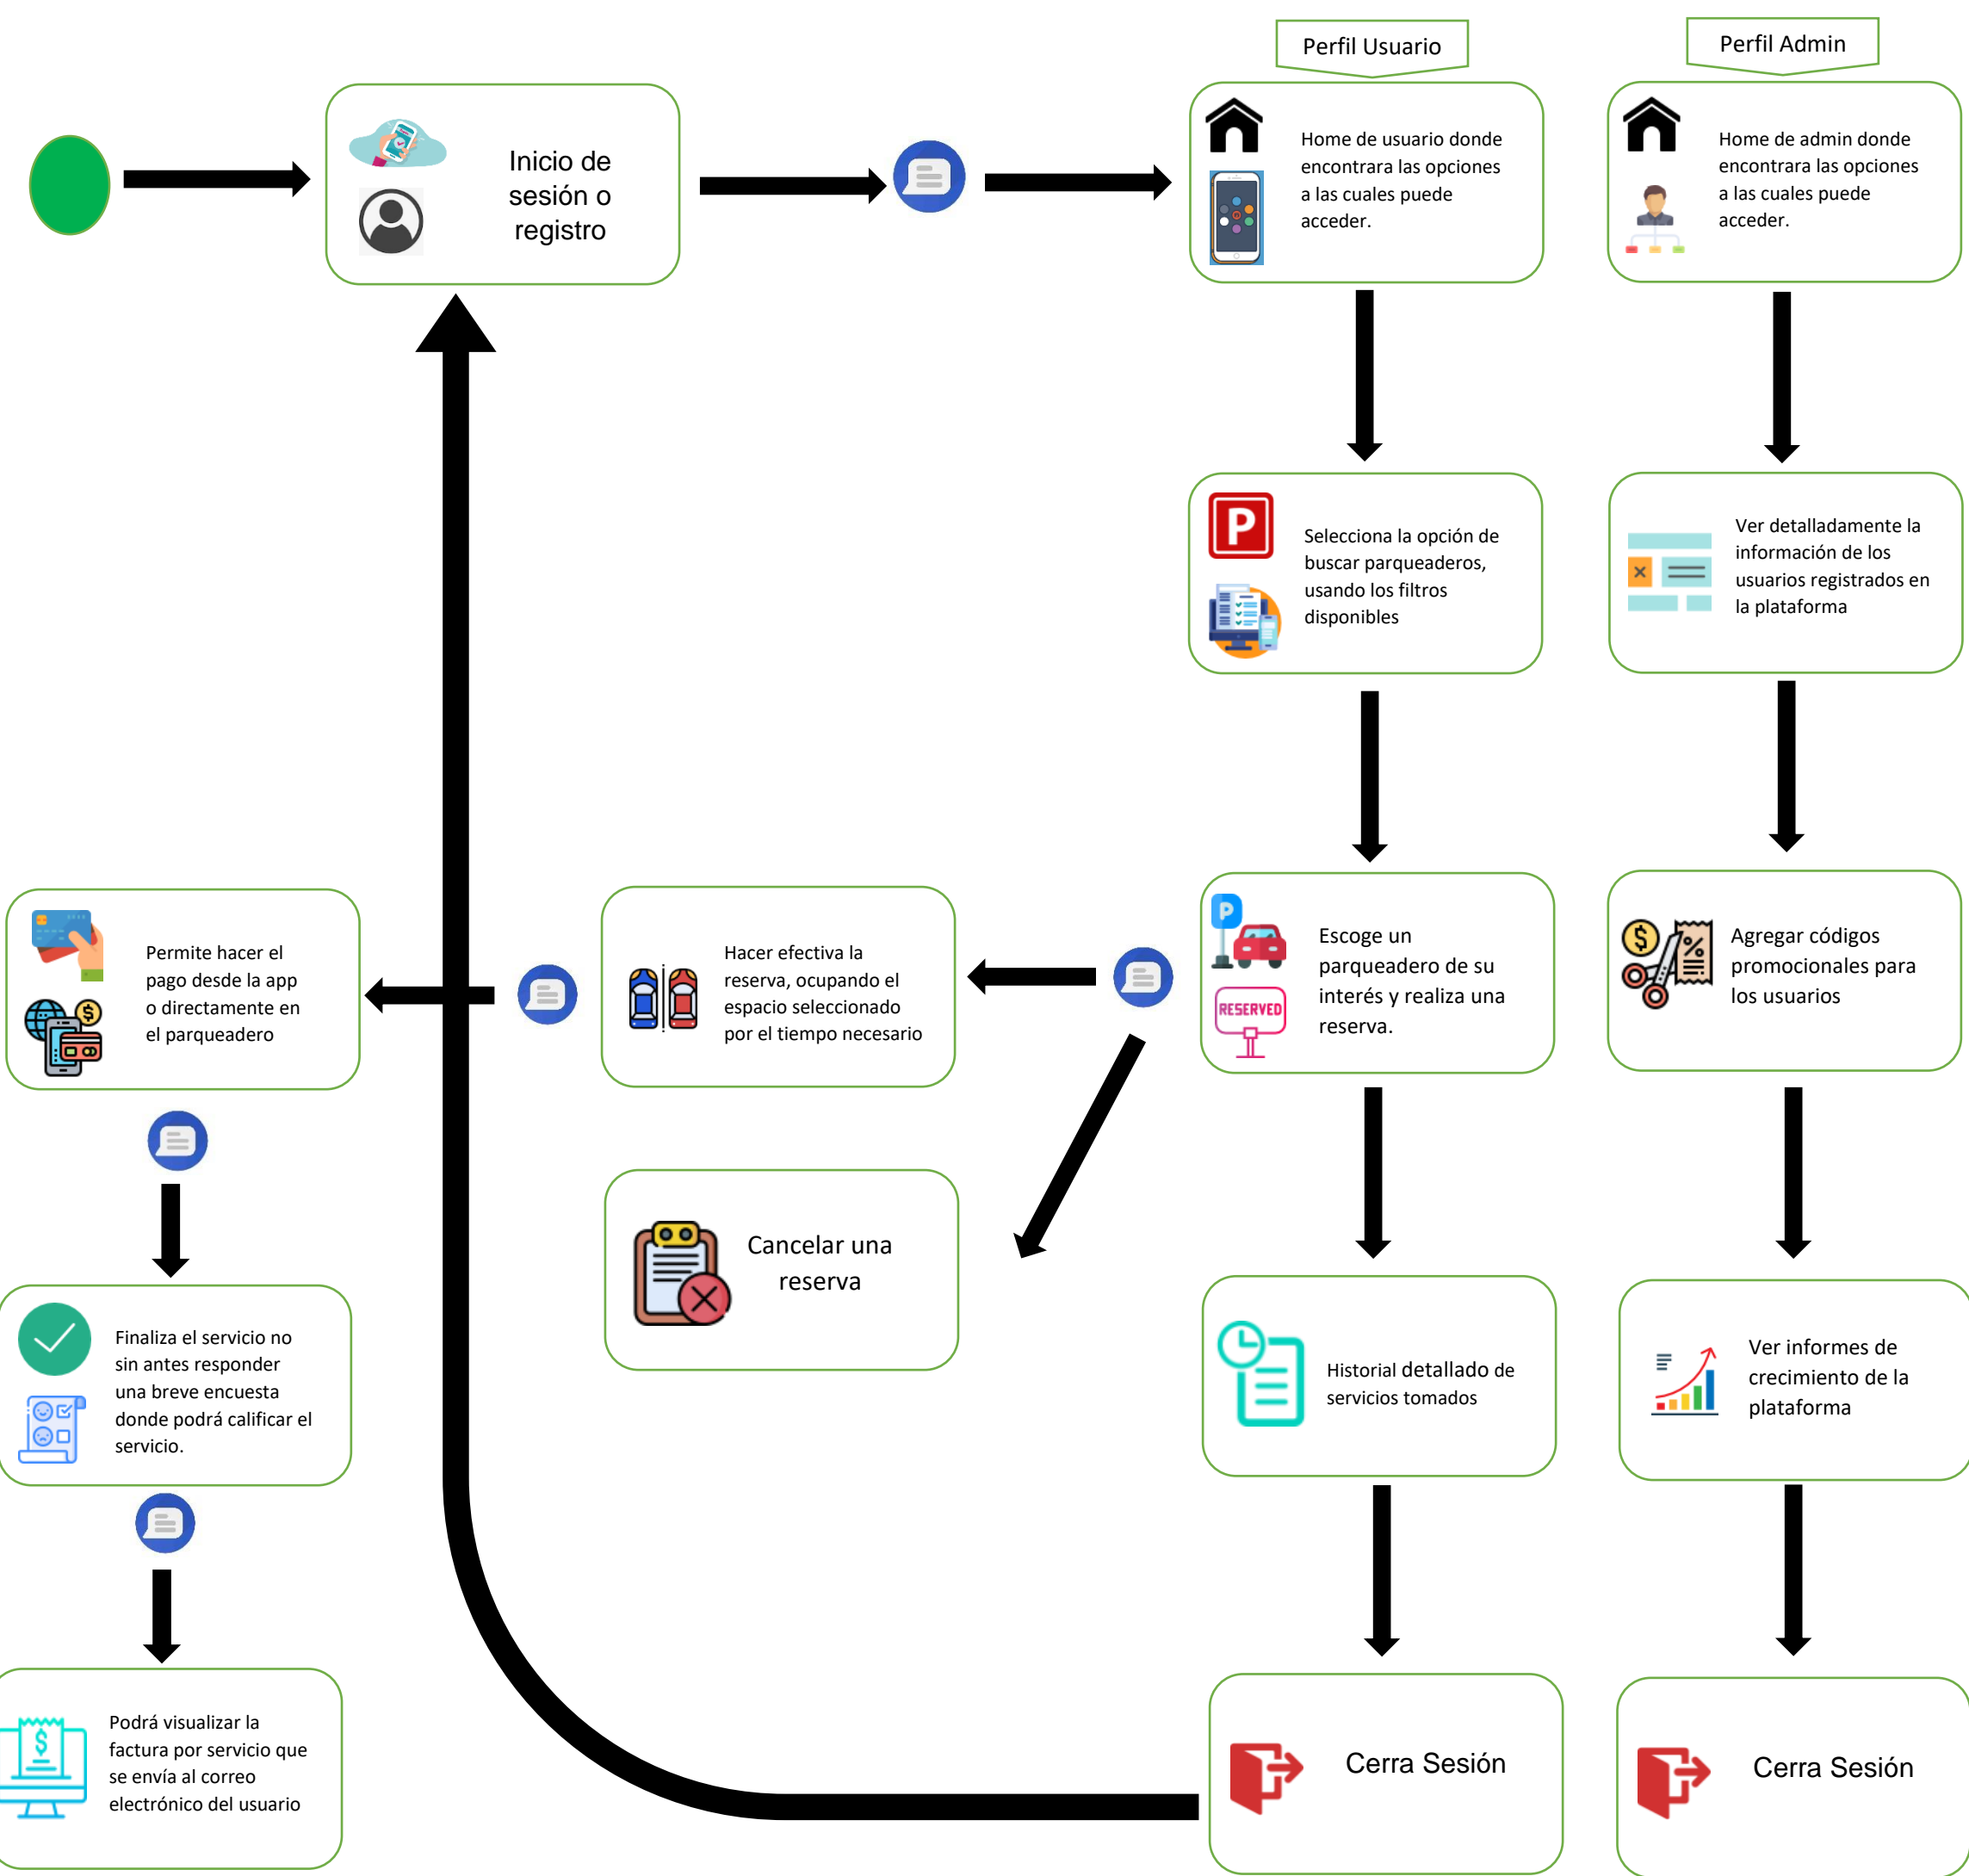 Perfil Usuario
Perfil Admin
Inicio de
sesión o
registro
Home de usuario donde
encontrara las opciones
a las cuales puede
acceder.
Home de admin donde
encontrara las opciones
a las cuales puede
acceder.
P
Selecciona la opción de
buscar parqueaderos,
usando los filtros
disponibles
Ver detalladamente la
información de los
usuarios registrados en
la plataforma
Permite hacer el
pago desde la app
o directamente en
el parqueadero
Hacer efectiva la
reserva, ocupando el
espacio seleccionado
por el tiempo necesario
P
RESERVED
Escoge un
parqueadero de su
interés y realiza una
reserva.
Agregar códigos
promocionales para
los usuarios
Cancelar una
reserva
Finaliza el servicio no
sin antes responder
una breve encuesta
donde podrá calificar el
servicio.
Historial detallado de
servicios tomados
Ver informes de
crecimiento de la
plataforma
Podrá visualizar la
factura por servicio que
se envía al correo
electrónico del usuario
Cerra Sesión
Cerra Sesión